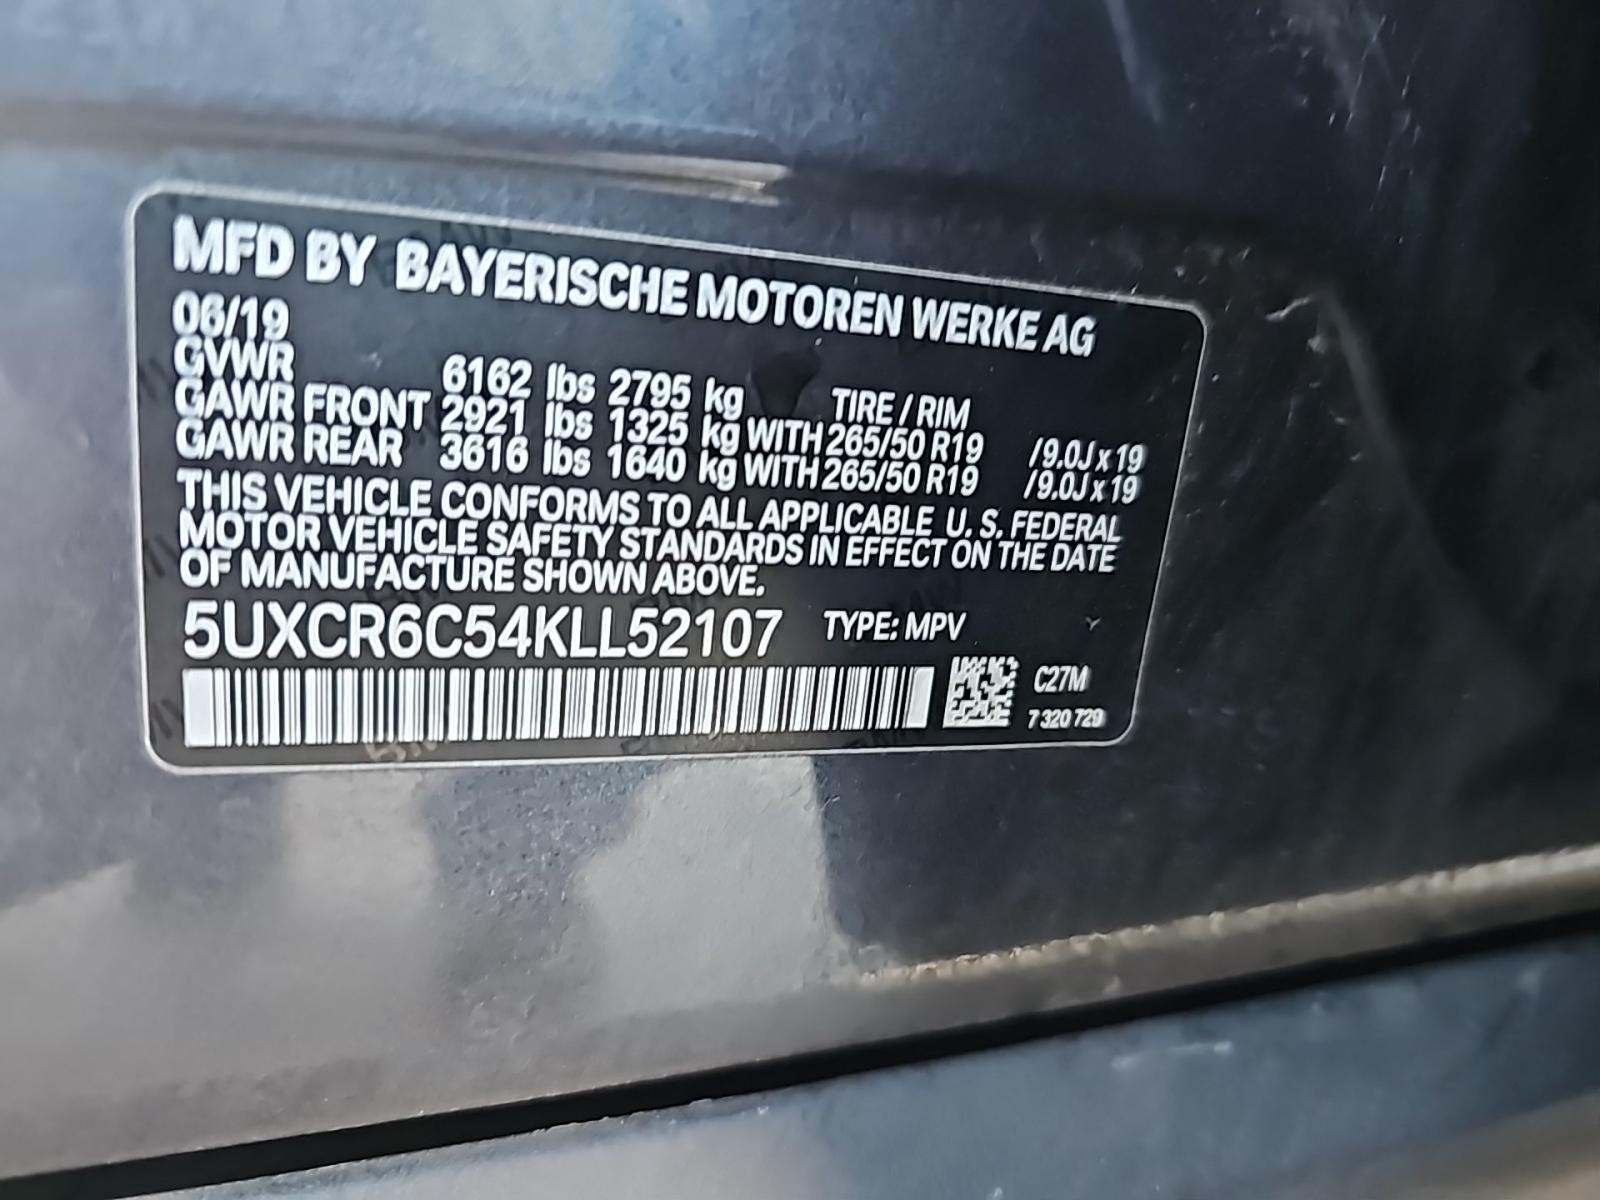 MFD BY BAYERISCHE MOTOREN WERKE AG
06/19
GVWR 6162 lbs 2795 kg TIRE / RIM
GAWR FRONT 2921 lbs 1325 kg WITH 265/50 R19 /9.0J x 19
GAWR REAR 3616 lbs 1640 kg WITH 265/50 R19 /9.0J x 19
THIS VEHICLE CONFORMS TO ALL APPLICABLE U. S. FEDERAL
MOTOR VEHICLE SAFETY STANDARDS IN EFFECT ON THE DATE
OF MANUFACTURE SHOWN ABOVE.
5UXCR6C54KLL52107 TYPE: MPV
C27M
7 320 729